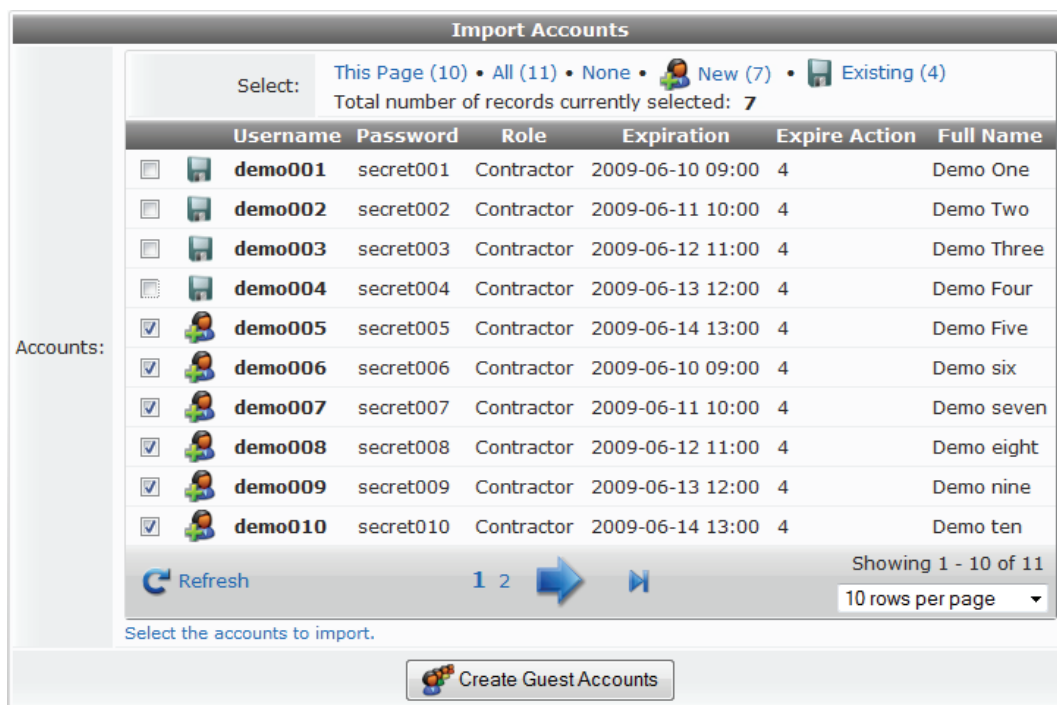 Import Accounts
Select: This Page (10) • All (11) • None • New (7) • Existing (4)
Total number of records currently selected: 7
Username Password Role Expiration Expire Action Full Name
demo001 secret001 Contractor 2009-06-10 09:00 4 Demo One
demo002 secret002 Contractor 2009-06-11 10:00 4 Demo Two
demo003 secret003 Contractor 2009-06-12 11:00 4 Demo Three
demo004 secret004 Contractor 2009-06-13 12:00 4 Demo Four
demo005 secret005 Contractor 2009-06-14 13:00 4 Demo Five
Accounts:
demo006 secret006 Contractor 2009-06-10 09:00 4 Demo six
demo007 secret007 Contractor 2009-06-11 10:00 4 Demo seven
demo008 secret008 Contractor 2009-06-12 11:00 4 Demo eight
demo009 secret009 Contractor 2009-06-13 12:00 4 Demo nine
demo010 secret010 Contractor 2009-06-14 13:00 4 Demo ten
Refresh 1 2 Showing 1 - 10 of 11
10 rows per page
Select the accounts to import.
Create Guest Accounts